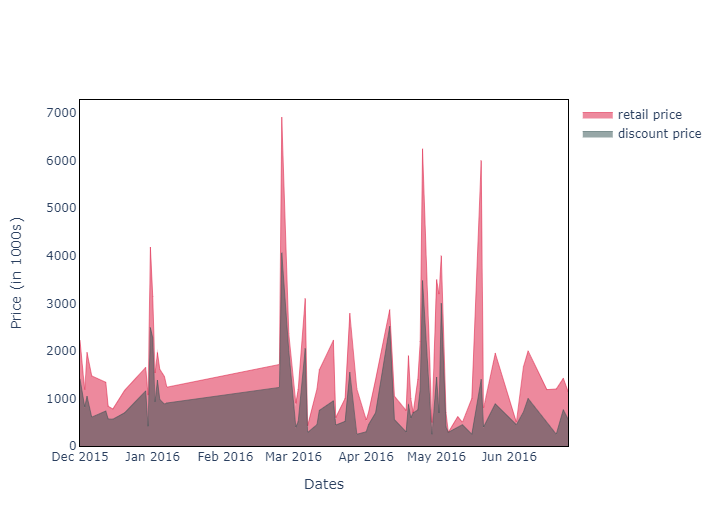 retail price
discount price
Price (in 1000s)
7000
6000
5000
4000
3000
2000
1000
0
Dec 2015 Jan 2016 Feb 2016 Mar 2016 Apr 2016 May 2016 Jun 2016
Dates